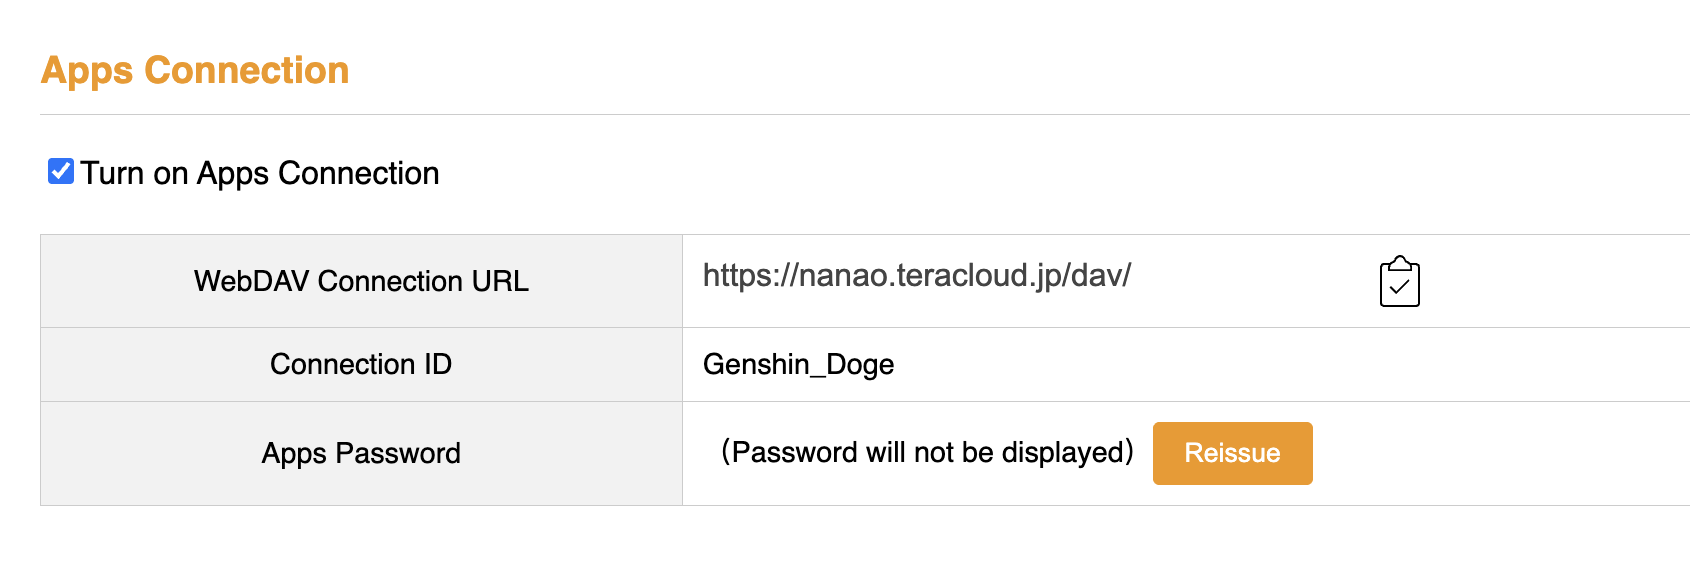 Apps Connection
Turn on Apps Connection
WebDAV Connection URL
https://nanao.teracloud.jp/dav/
Connection ID
Genshin_Doge
Apps Password
（Password will not be displayed）
Reissue